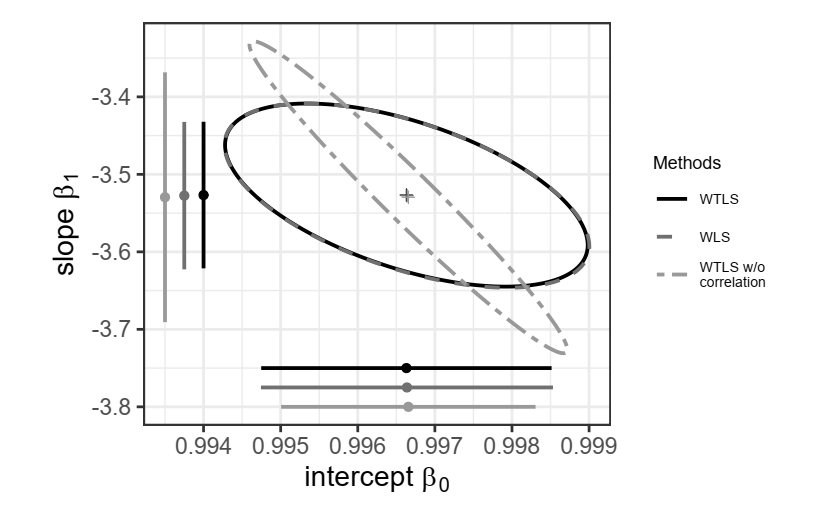 -3.4
-3.5
-3.6
-3.7
-3.8
slope β₁
0.994 0.995 0.996 0.997 0.998 0.999
intercept β₀
Methods
WTLS
WLS
WTLS w/o
correlation